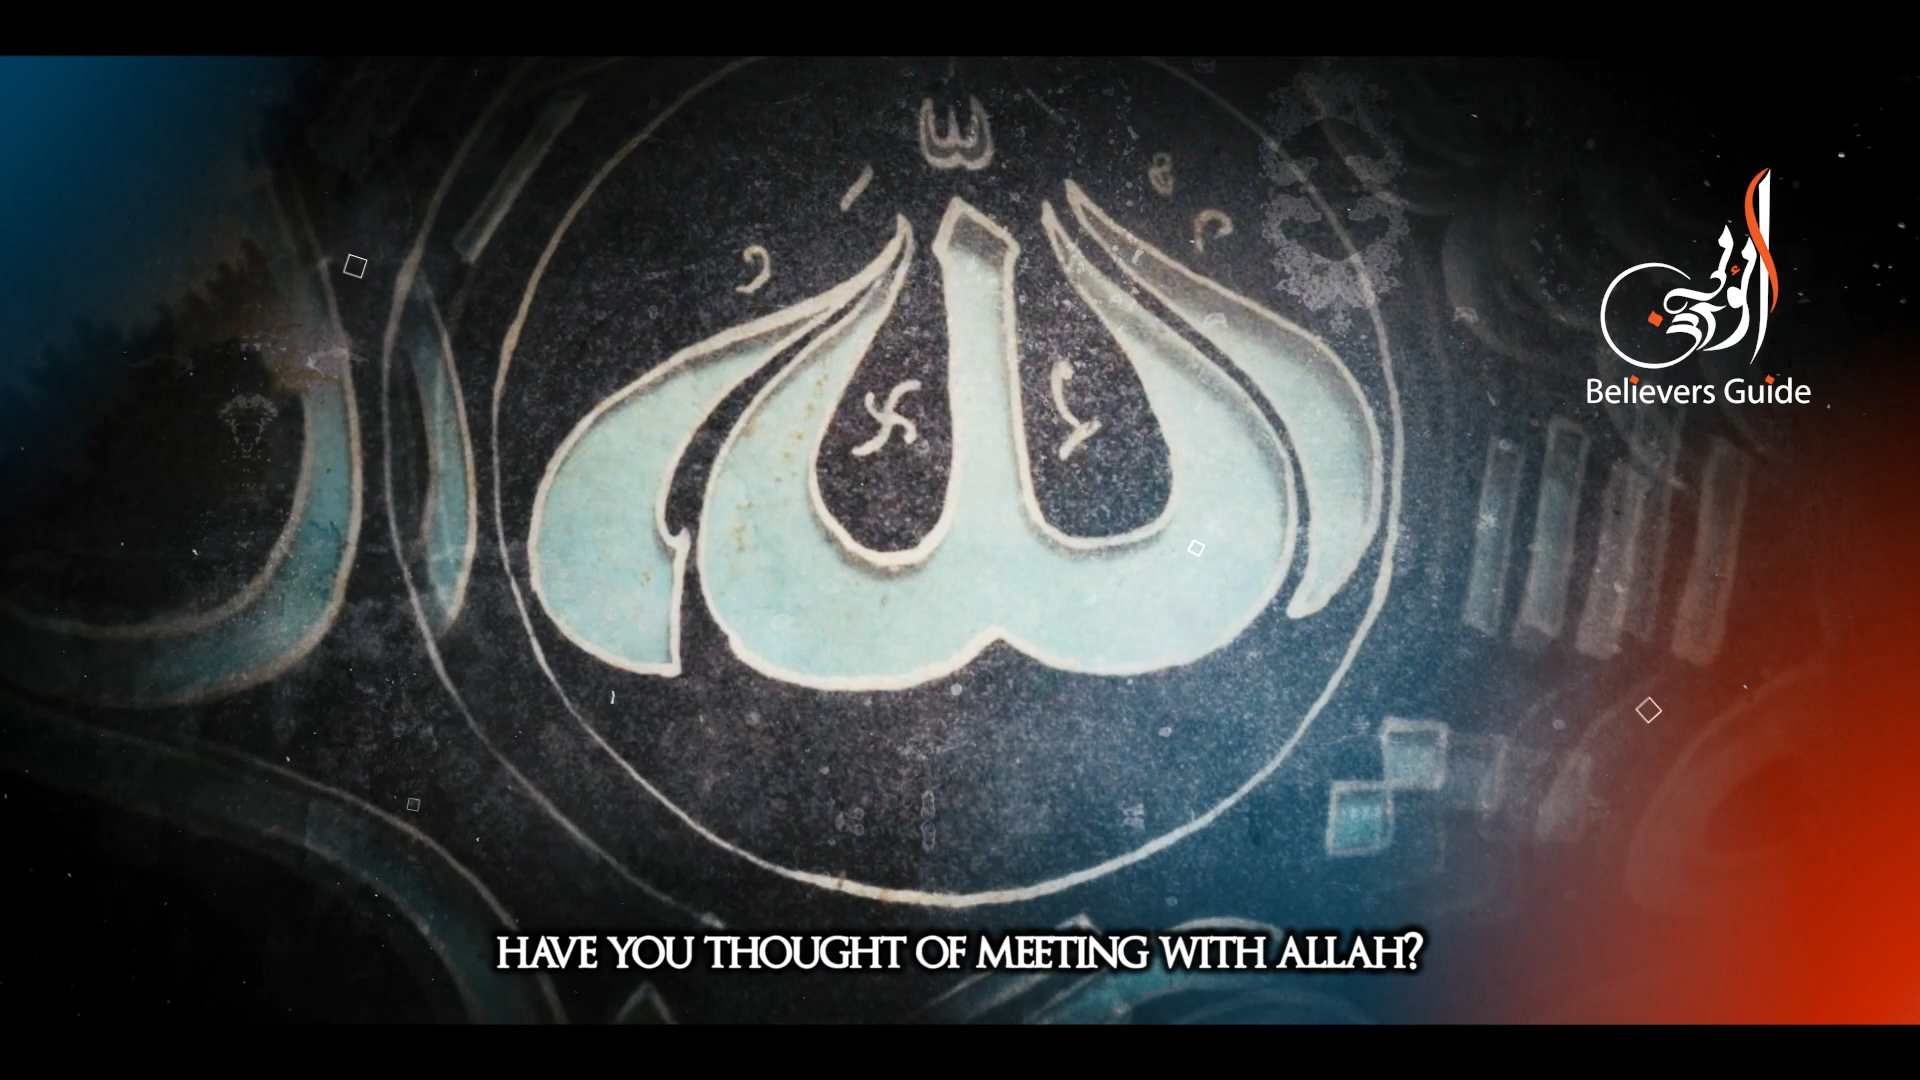 الله
Believers Guide
HAVE YOU THOUGHT OF MEETING WITH ALLAH?